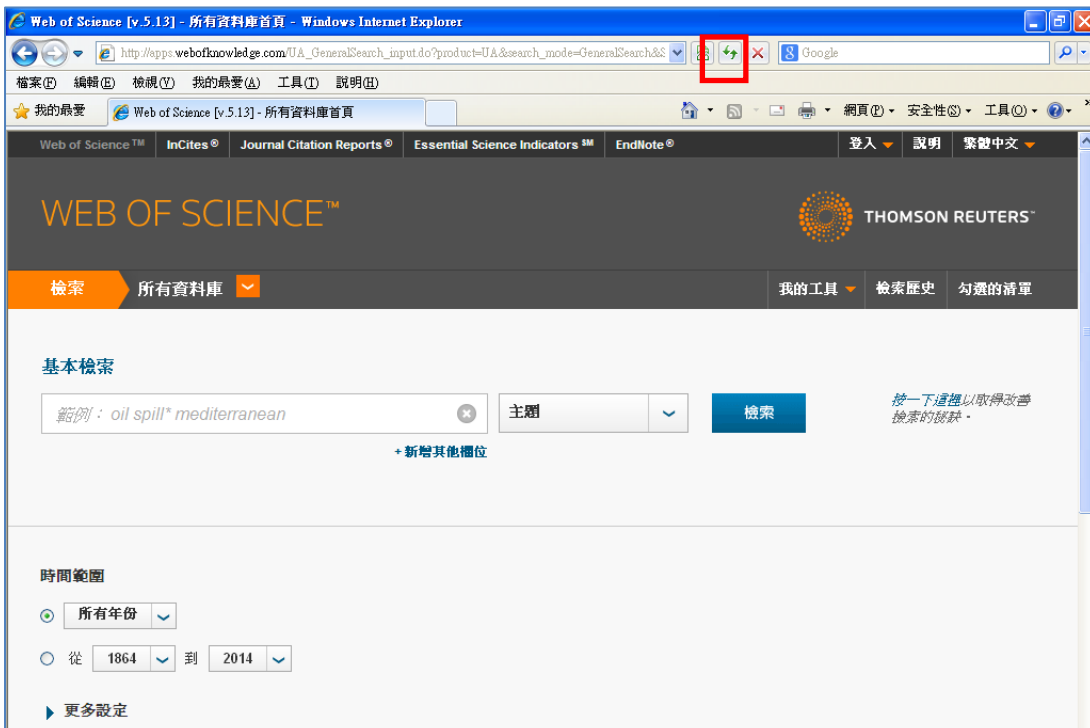 Web of Science [v.5.13] - 所有資料庫首頁 - Windows Internet Explorer
http://apps.webofknowledge.com/UA_GeneralSearch_input.do?product=UA&search_mode=GeneralSearch&S
Google
檔案(F) 編輯(E) 檢視(V) 我的最愛(A) 工具(T) 說明(H)
我的最愛 Web of Science [v.5.13] - 所有資料庫首頁 網頁(P) 安全性(S) 工具(O)
Web of Science™ InCites® Journal Citation Reports® Essential Science Indicators℠ EndNote® 登入 說明 繁體中文
WEB OF SCIENCE™ THOMSON REUTERS™
檢索 所有資料庫 我的工具 檢索歷史 勾選的清單
基本檢索
範例： oil spill* mediterranean 主題 檢索 按一下這裡以取得改善
檢索的秘訣。
+新增其他欄位
時間範圍
所有年份
從 1864 到 2014
更多設定